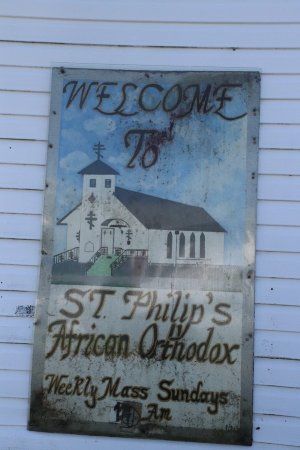 WELCOME
To
ST. Philip's
African Orthodox
Weekly Mass Sundays
Am